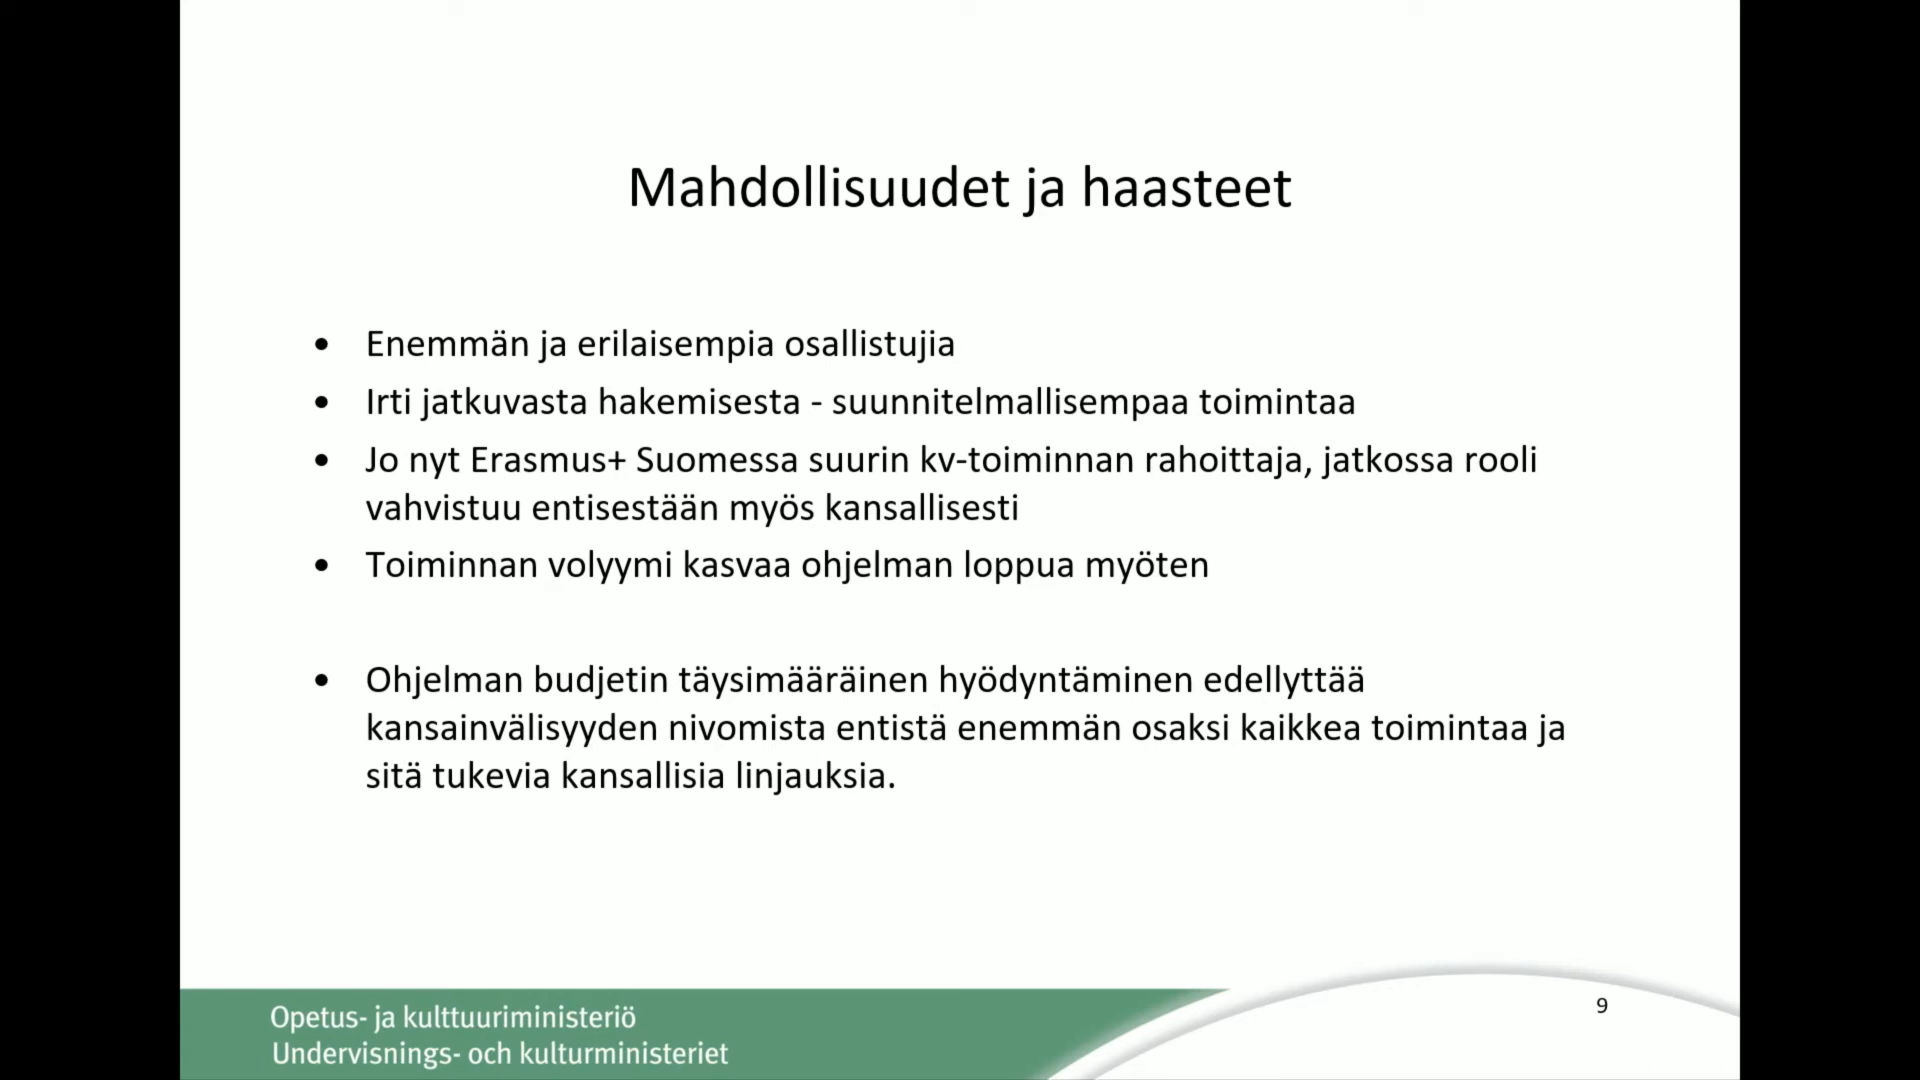 Mahdollisuudet ja haasteet
• Enemmän ja erilaisempia osallistujia
• Irti jatkuvasta hakemisesta - suunnitelmallisempaa toimintaa
• Jo nyt Erasmus+ Suomessa suurin kv-toiminnan rahoittaja, jatkossa rooli
vahvistuu entisestään myös kansallisesti
• Toiminnan volyymi kasvaa ohjelman loppua myöten
• Ohjelman budjetin täysimääräinen hyödyntäminen edellyttää
kansainvälisyyden nivomista entistä enemmän osaksi kaikkea toimintaa ja
sitä tukevia kansallisia linjauksia.
Opetus- ja kulttuuriministeriö
Undervisnings- och kulturministeriet
9